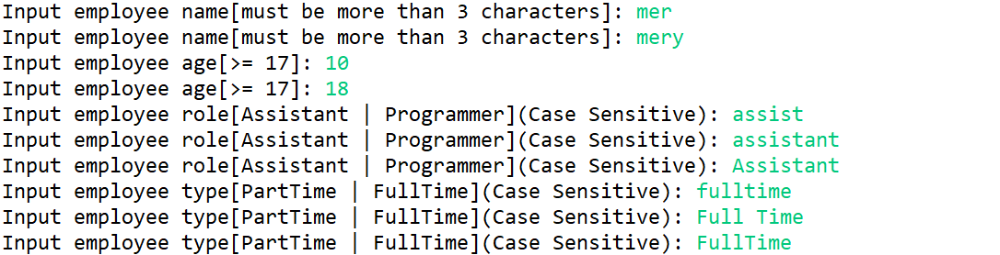 Input employee name[must be more than 3 characters]: mer
Input employee name[must be more than 3 characters]: mery
Input employee age[>= 17]: 10
Input employee age[>= 17]: 18
Input employee role[Assistant | Programmer](Case Sensitive): assist
Input employee role[Assistant | Programmer](Case Sensitive): assistant
Input employee role[Assistant | Programmer](Case Sensitive): Assistant
Input employee type[PartTime | FullTime](Case Sensitive): fulltime
Input employee type[PartTime | FullTime](Case Sensitive): Full Time
Input employee type[PartTime | FullTime](Case Sensitive): FullTime